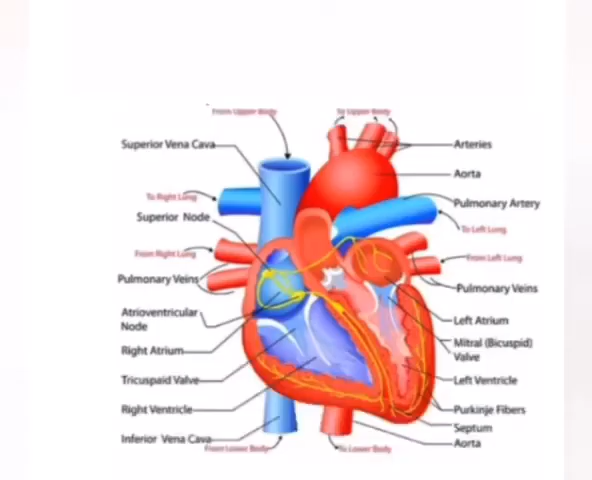 From Upper Body
To Upper Body
Superior Vena Cava
Arteries
Aorta
To Right Lung
Pulmonary Artery
Superior Node
To Left Lung
From Right Lung
From Left Lung
Pulmonary Veins
Pulmonary Veins
Atrioventricular
Node
Left Atrium
Right Atrium
Mitral (Bicuspid)
Valve
Tricuspaid Valve
Left Ventricle
Right Ventricle
Purkinje Fibers
Septum
Inferior Vena Cava
Aorta
From Lower Body
To Lower Body